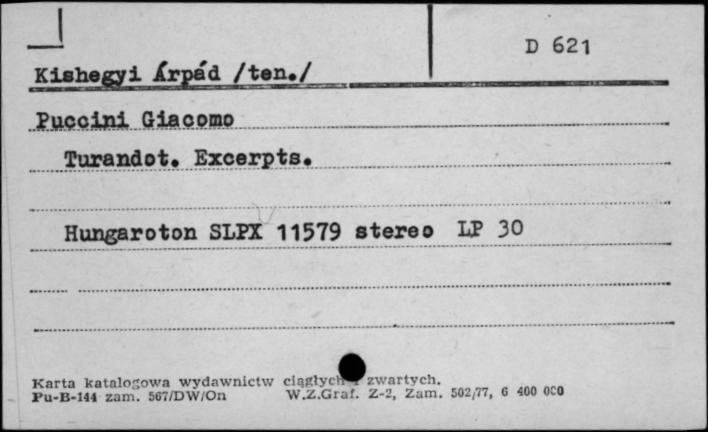 D 621
Kishegyi Árpád /ten./
Puccini Giacomo
Turandot. Excerpts.
Hungaroton SLPX 11579 stereo LP 30
Karta katalogowa wydawnictw ciągłych i zwartych.
Pu-B-144 zam. 567/DW/On W.Z.Graf. Z-2, Zam. 502/77, 6 400 000